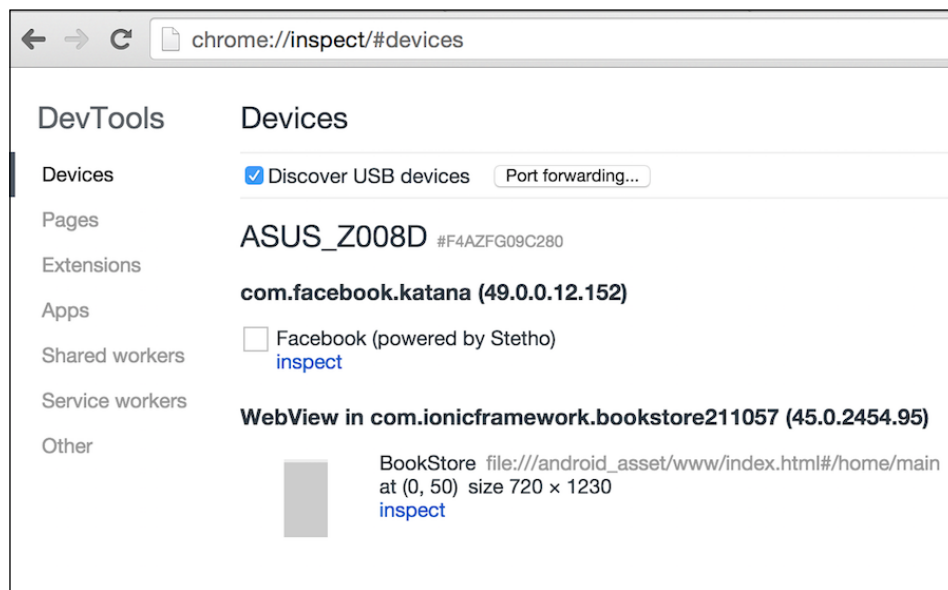 chrome://inspect/#devices
DevTools
Devices
Pages
Extensions
Apps
Shared workers
Service workers
Other
Devices
Discover USB devices Port forwarding...
ASUS_Z008D #F4AZFG09C280
com.facebook.katana (49.0.0.12.152)
Facebook (powered by Stetho)
inspect
WebView in com.ionicframework.bookstore211057 (45.0.2454.95)
BookStore file:///android_asset/www/index.html#/home/main
at (0, 50) size 720 × 1230
inspect